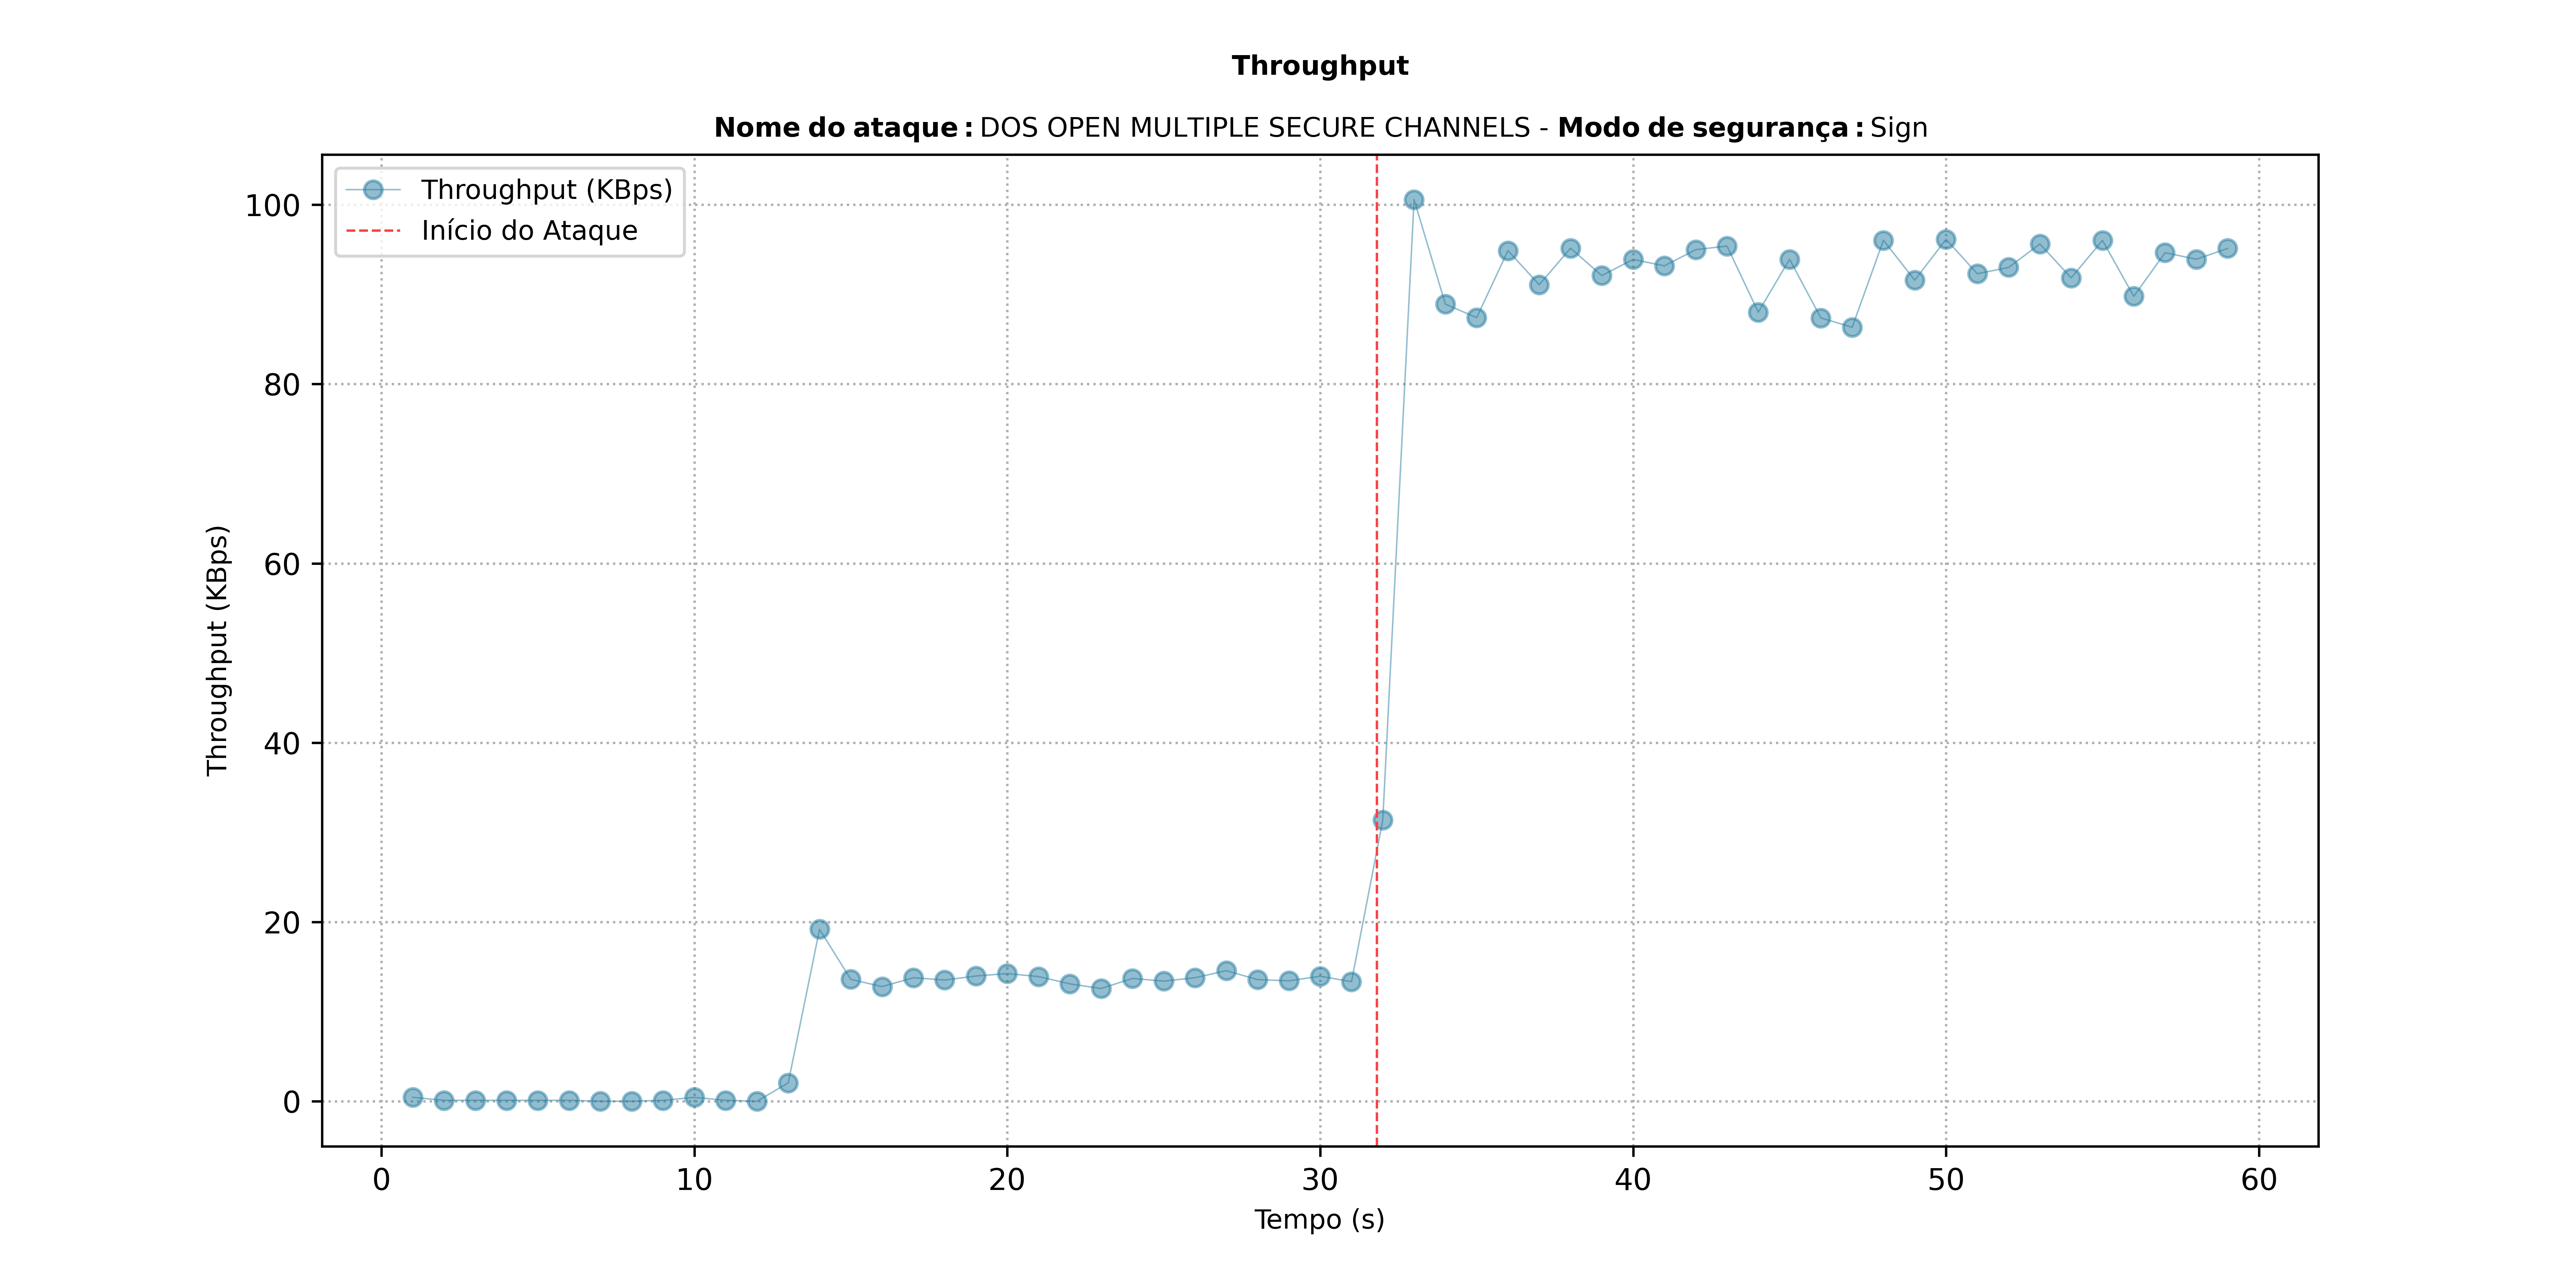 Throughput
Nome do ataque: DOS OPEN MULTIPLE SECURE CHANNELS - Modo de segurança: Sign
Throughput (KBps)
Início do Ataque
Throughput (KBps)
100
80
60
40
20
0
0 10 20 30 40 50 60
Tempo (s)